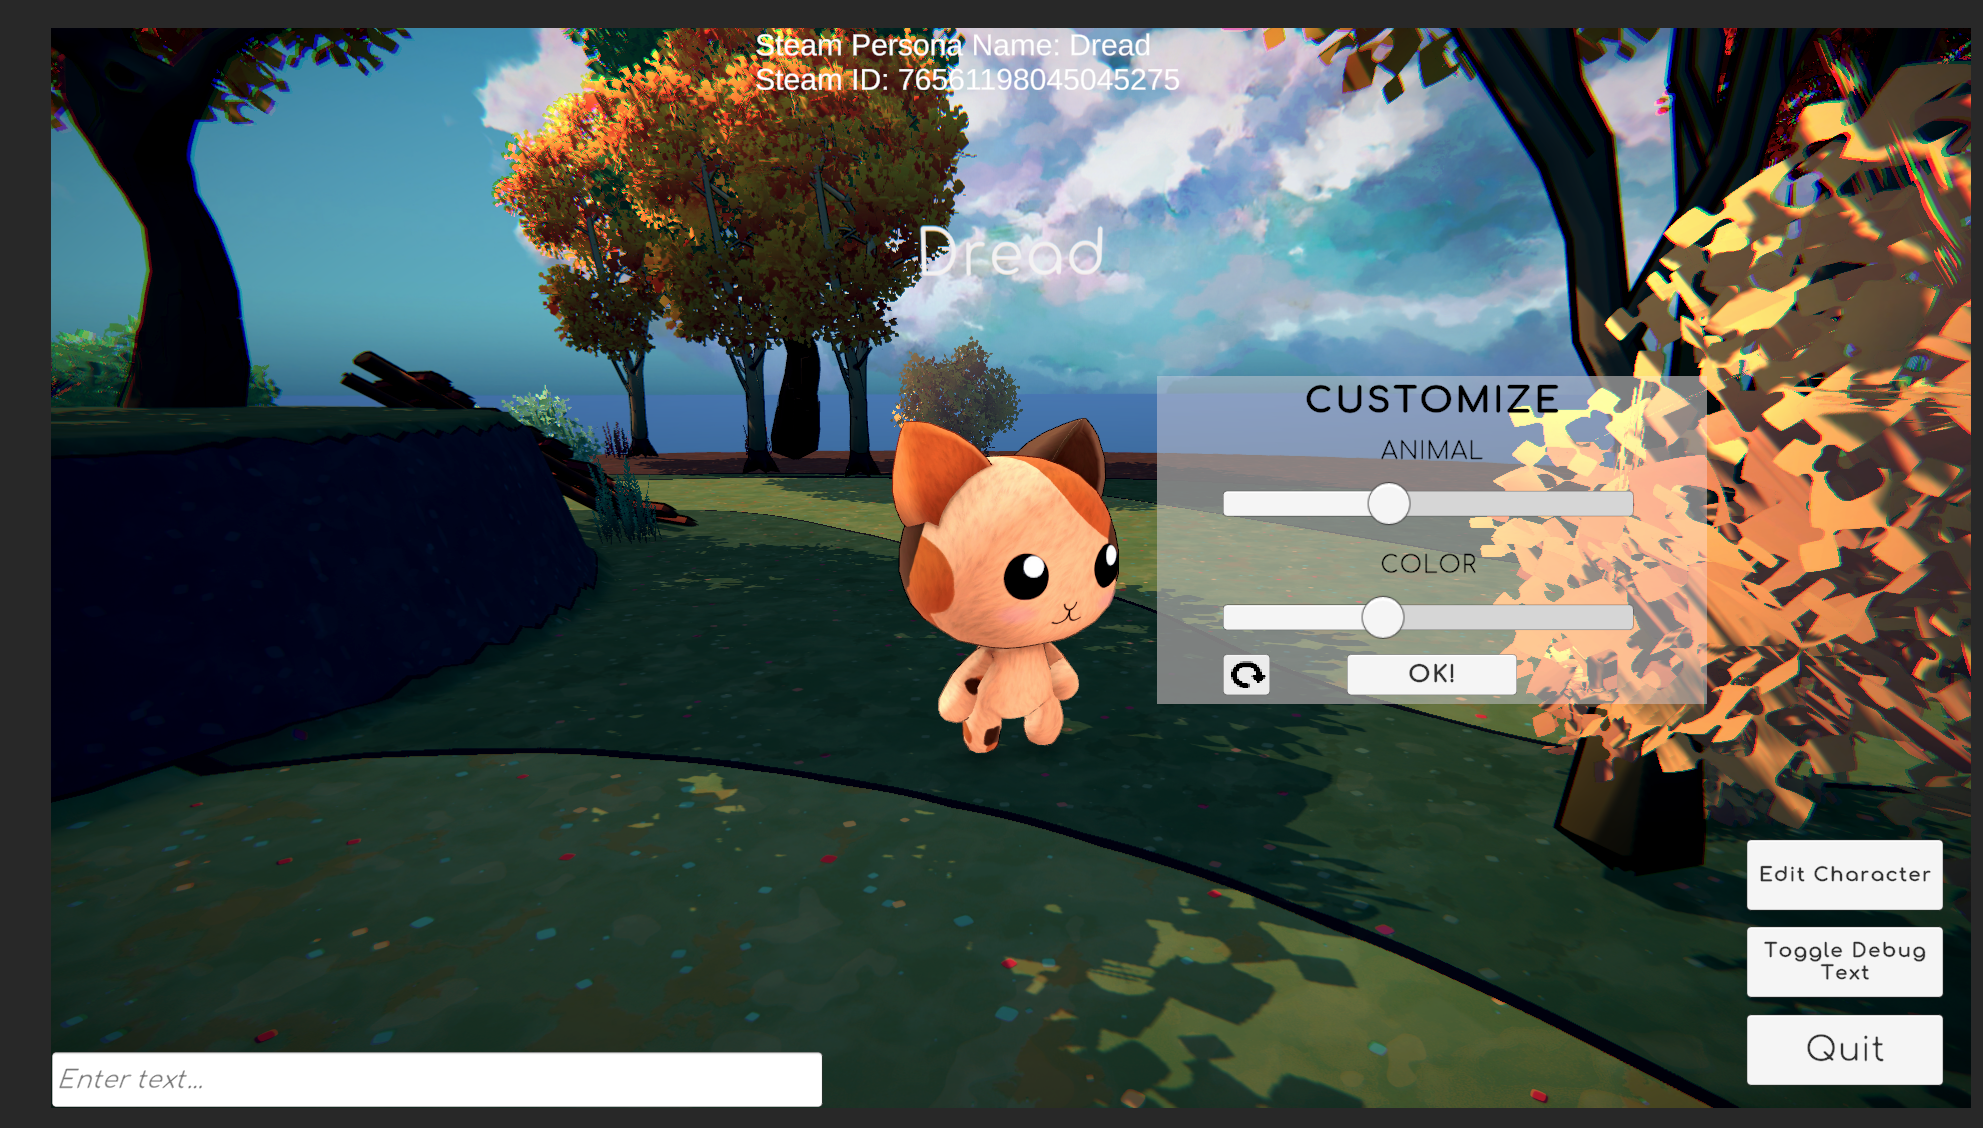 Steam Persona Name: Dread
Steam ID: 76561198045045275
Dread
CUSTOMIZE
ANIMAL
COLOR
OK!
Edit Character
Toggle Debug
Text
Quit
Enter text...